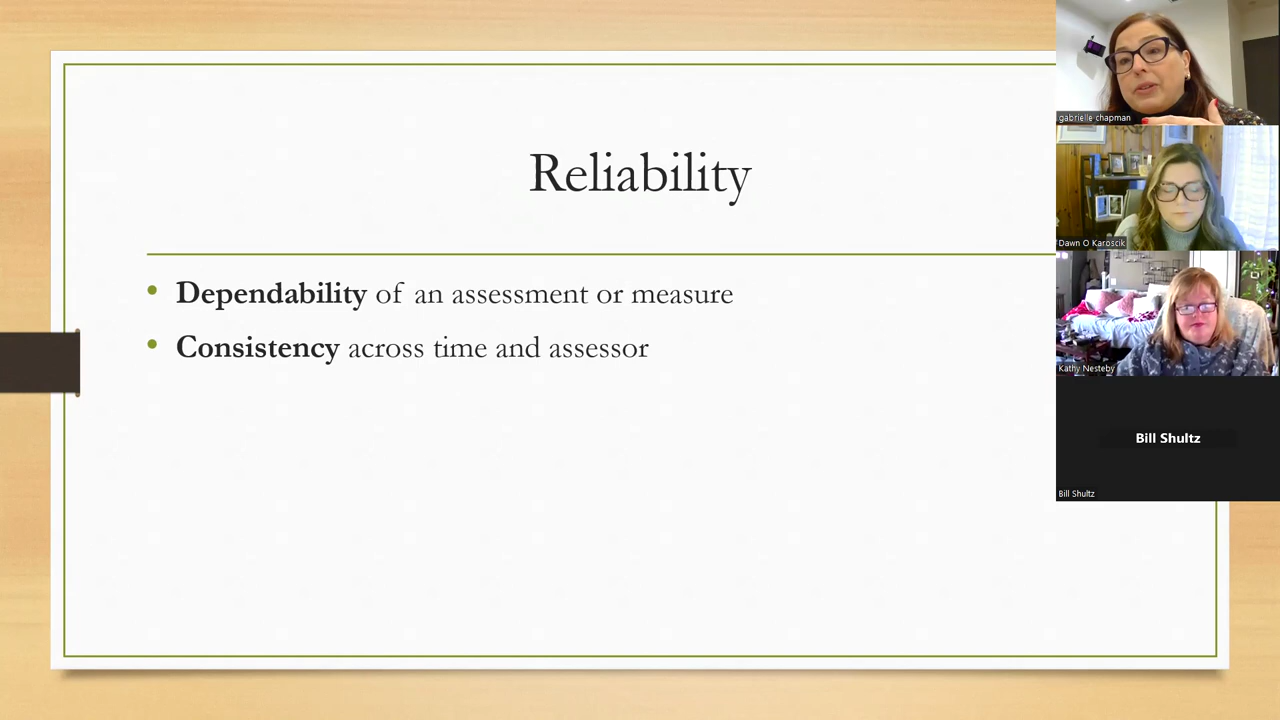 Reliability
Dependability of an assessment or measure
Consistency across time and assessor
gabrielle chapman
Dawn O Karoscik
Kathy Nesteby
Bill Shultz
Bill Shultz